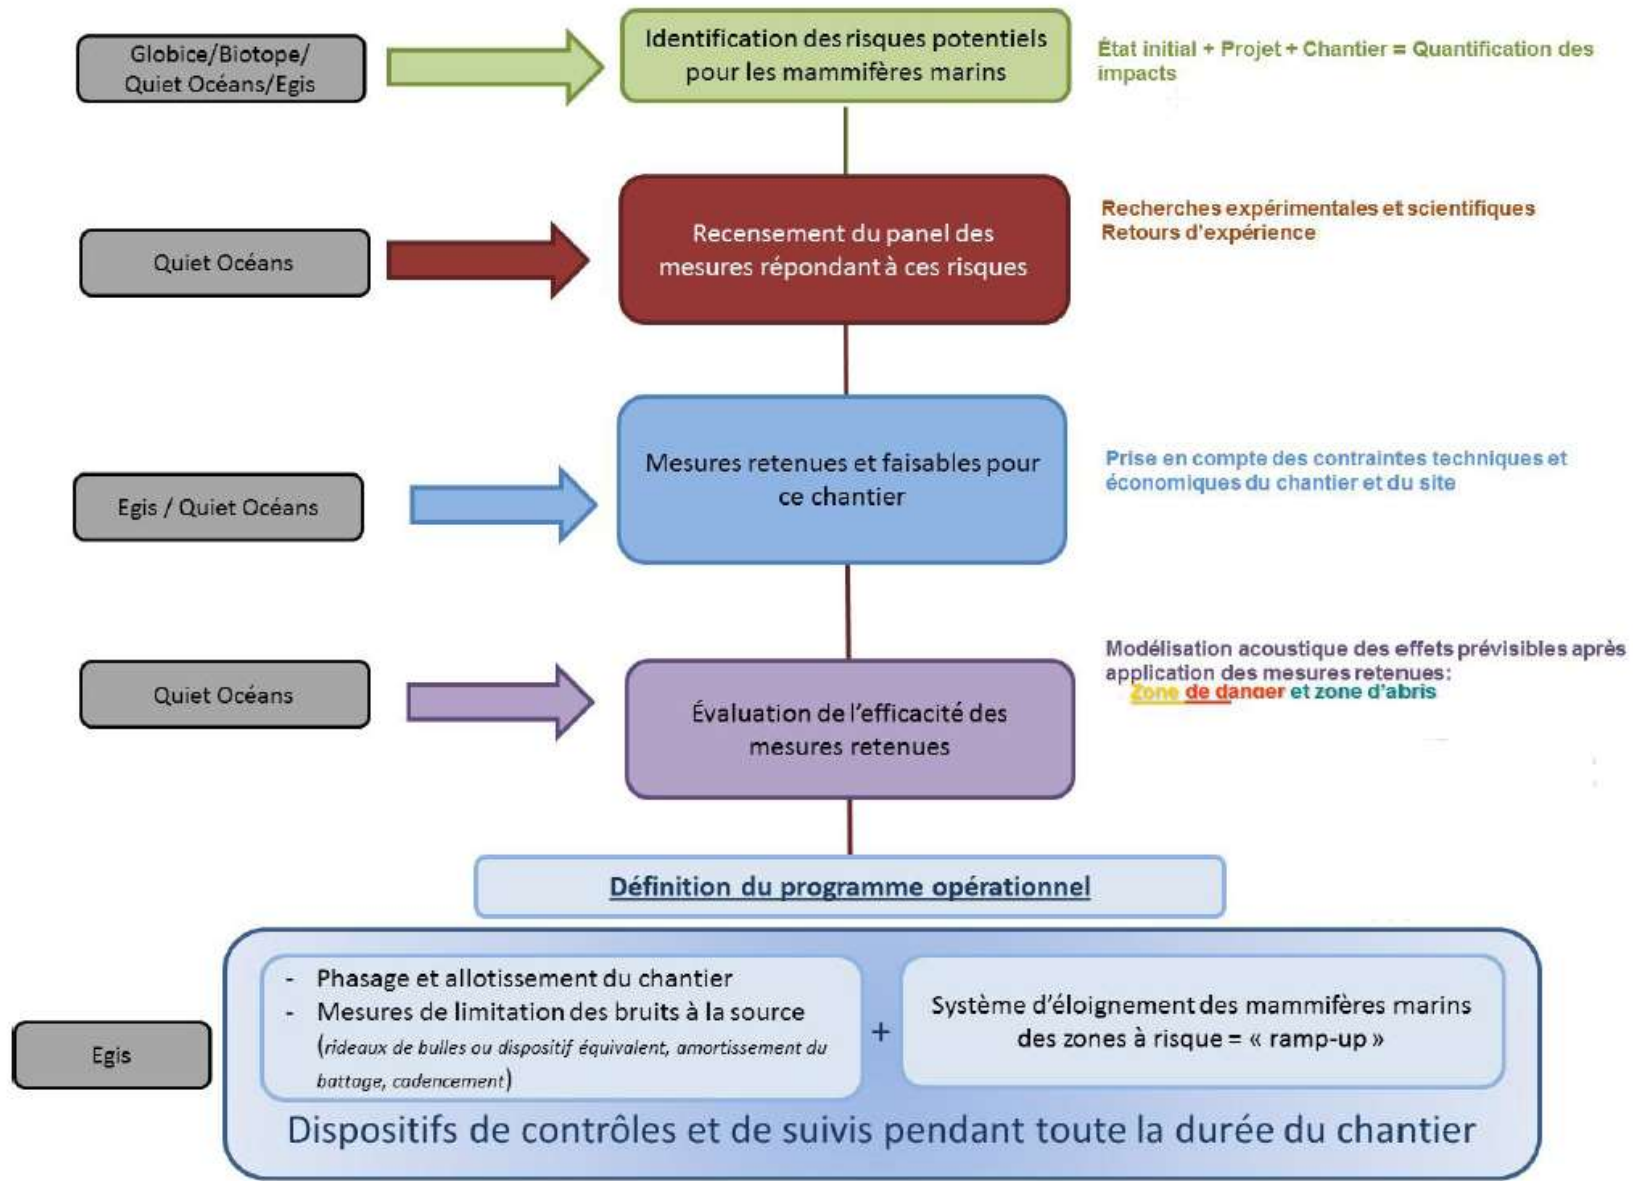 Globice/Biotope/
Quiet Océans/Egis
Identification des risques potentiels
pour les mammifères marins
État initial + Projet + Chantier = Quantification des
impacts
Quiet Océans
Recensement du panel des
mesures répondant à ces risques
Recherches expérimentales et scientifiques
Retours d'expérience
Egis / Quiet Océans
Mesures retenues et faisables pour
ce chantier
Prise en compte des contraintes techniques et
économiques du chantier et du site
Quiet Océans
Évaluation de l'efficacité des
mesures retenues
Modélisation acoustique des effets prévisibles après
application des mesures retenues:
Zone de danger et zone d'abris
Définition du programme opérationnel
Egis
- Phasage et allotissement du chantier
- Mesures de limitation des bruits à la source
(rideaux de bulles ou dispositif équivalent, amortissement du
battage, cadencement)
+
Système d'éloignement des mammifères marins
des zones à risque = « ramp-up »
Dispositifs de contrôles et de suivis pendant toute la durée du chantier